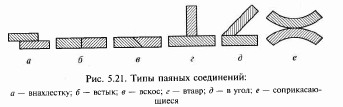 а б в г д е
Рис. 5.21. Типы паяных соединений:
а — внахлестку; б — встык; в — вскос; г — втавр; д — в угол; е — соприкасаю-
щиеся